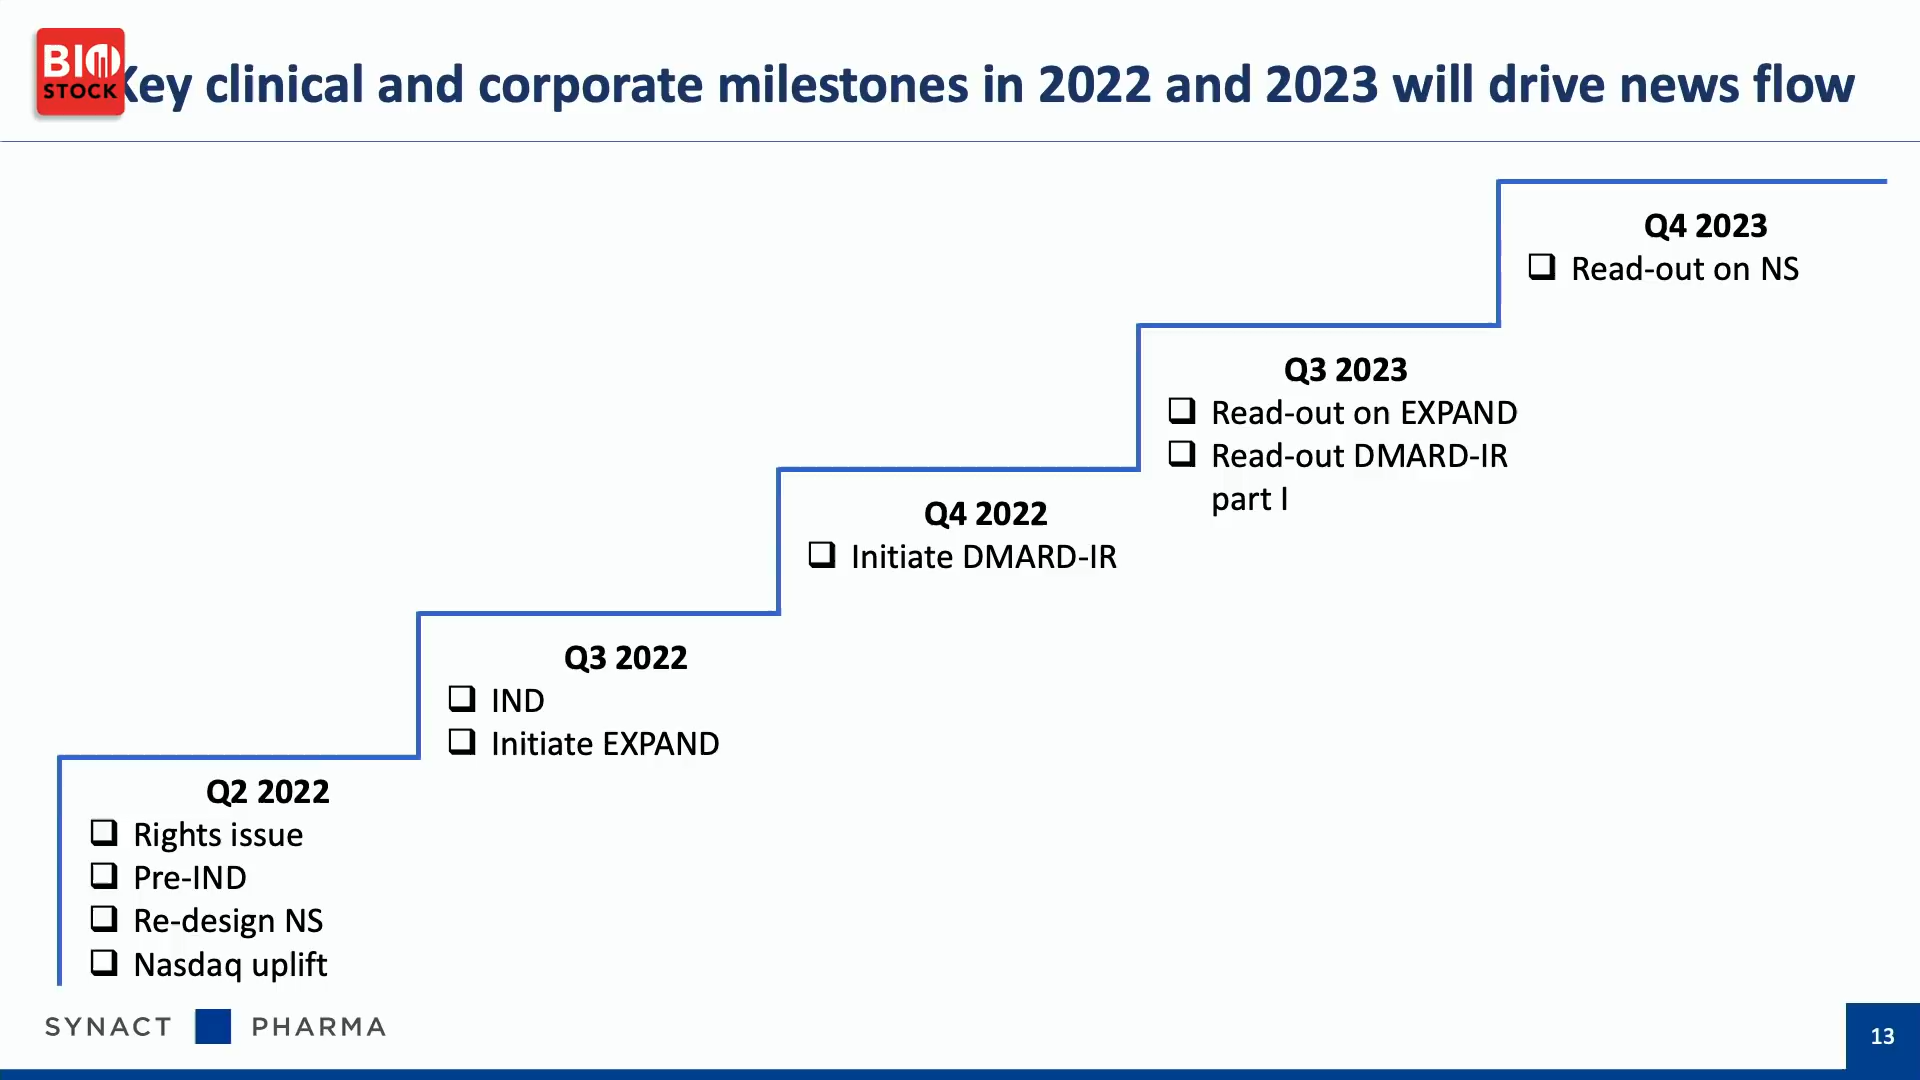 BIO
STOCK
Key clinical and corporate milestones in 2022 and 2023 will drive news flow
Q4 2023
Read-out on NS
Q3 2023
Read-out on EXPAND
Read-out DMARD-IR
part I
Q4 2022
Initiate DMARD-IR
Q3 2022
IND
Initiate EXPAND
Q2 2022
Rights issue
Pre-IND
Re-design NS
Nasdaq uplift
SYNACT PHARMA
13